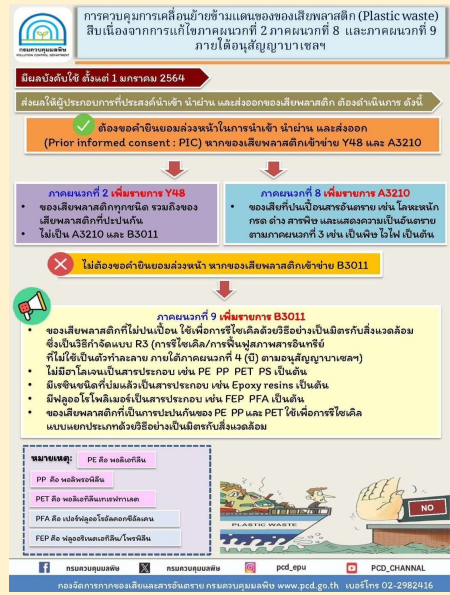 การควบคุมการเคลื่อนย้ายข้ามแดนของของเสียพลาสติก (Plastic waste)
สืบเนื่องจากการแก้ไขภาคผนวกที่ 2 ภาคผนวกที่ 8 และภาคผนวกที่ 9
ภายใต้อนุสัญญาบาเซลฯ
กรมควบคุมมลพิษ
POLLUTION CONTROL DEPARTMENT
มีผลบังคับใช้ ตั้งแต่ 1 มกราคม 2564
ส่งผลให้ผู้ประกอบการที่ประสงค์นำเข้า นำผ่าน และส่งออกของเสียพลาสติก ต้องดำเนินการ ดังนี้
ต้องขอคำยินยอมล่วงหน้าในการนำเข้า นำผ่าน และส่งออก
(Prior informed consent : PIC) หากของเสียพลาสติกเข้าข่าย Y48 และ A3210
ภาคผนวกที่ 2 เพิ่มรายการ Y48
• ของเสียพลาสติกทุกชนิด รวมถึงของ
เสียพลาสติกที่ปะปนกัน
• ไม่เป็น A3210 และ B3011
ภาคผนวกที่ 8 เพิ่มรายการ A3210
• ของเสียที่ปนเปื้อนสารอันตราย เช่น โลหะหนัก
กรด ด่าง สารพิษ และแสดงความเป็นอันตราย
ตามภาคผนวกที่ 3 เช่น เป็นพิษ ไวไฟ เป็นต้น
ไม่ต้องขอคำยินยอมล่วงหน้า หากของเสียพลาสติกเข้าข่าย B3011
ภาคผนวกที่ 9 เพิ่มรายการ B3011
• ของเสียพลาสติกที่ไม่ปนเปื้อน ใช้เพื่อการรีไซเคิลด้วยวิธีอย่างเป็นมิตรกับสิ่งแวดล้อม
ซึ่งเป็นวิธีกำจัดแบบ R3 (การรีไซเคิล/การฟื้นฟูสภาพสารอินทรีย์
ที่ไม่ใช้เป็นตัวทำละลาย ภายใต้ภาคผนวกที่ 4 (บี) ตามอนุสัญญาบาเซลฯ)
• ไม่มีฮาโลเจนเป็นสารประกอบ เช่น PE PP PET PS เป็นต้น
• มีเรซินชนิดที่บ่มแล้วเป็นสารประกอบ เช่น Epoxy resins เป็นต้น
• มีฟลูออโรโพลิเมอร์เป็นสารประกอบ เช่น FEP PFA เป็นต้น
• ของเสียพลาสติกที่เป็นการปะปนกันของ PE PP และ PET ใช้เพื่อการรีไซเคิล
แบบแยกประเภทด้วยวิธีอย่างเป็นมิตรกับสิ่งแวดล้อม
หมายเหตุ: PE คือ พอลิเอทิลีน
PP คือ พอลิพรอพิลีน
PET คือ พอลิเอทิลีนเทเรฟทาเลต
PFA คือ เปอร์ฟลูออโรอัลคอกซีอัลเคน
FEP คือ ฟลูออริเนตเอทิลีน/โพรพิลีน
PLASTIC WASTE
NO
กรมควบคุมมลพิษ กรมควบคุมมลพิษ pcd_epu PCD_CHANNEL
กองจัดการกากของเสียและสารอันตราย กรมควบคุมมลพิษ www.pcd.go.th เบอร์โทร 02-2982416